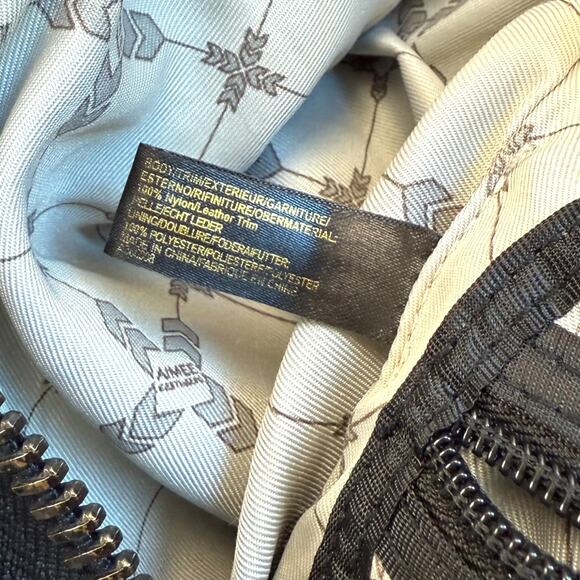 BODY,TRIM/EXTERIEUR/GARNITURE/
ESTERNO/RIFINITURE/OBERMATERIAL:
100% Nylon/Leather Trim
PELLE/ECHT LEDER
LINING/DOUBLURE/FODERA/FUTTER:
100% POLYESTER/POLIESTERE/POLYESTER
MADE IN CHINA/FABRIQUE EN CHINE
AIMEE
KESTENBERG